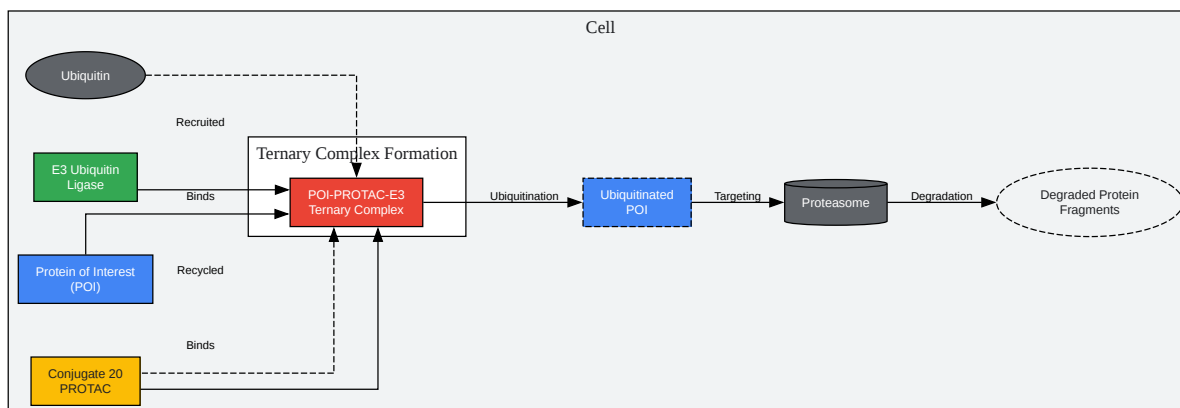 Cell
Ubiquitin
Recruited
Ternary Complex Formation
E3 Ubiquitin
Ligase
Binds
POI-PROTAC-E3
Ternary Complex
Ubiquitination
Ubiquitinated
POI
Targeting
Proteasome
Degradation
Degraded Protein
Fragments
Protein of Interest
(POI)
Recycled
Binds
Conjugate 20
PROTAC